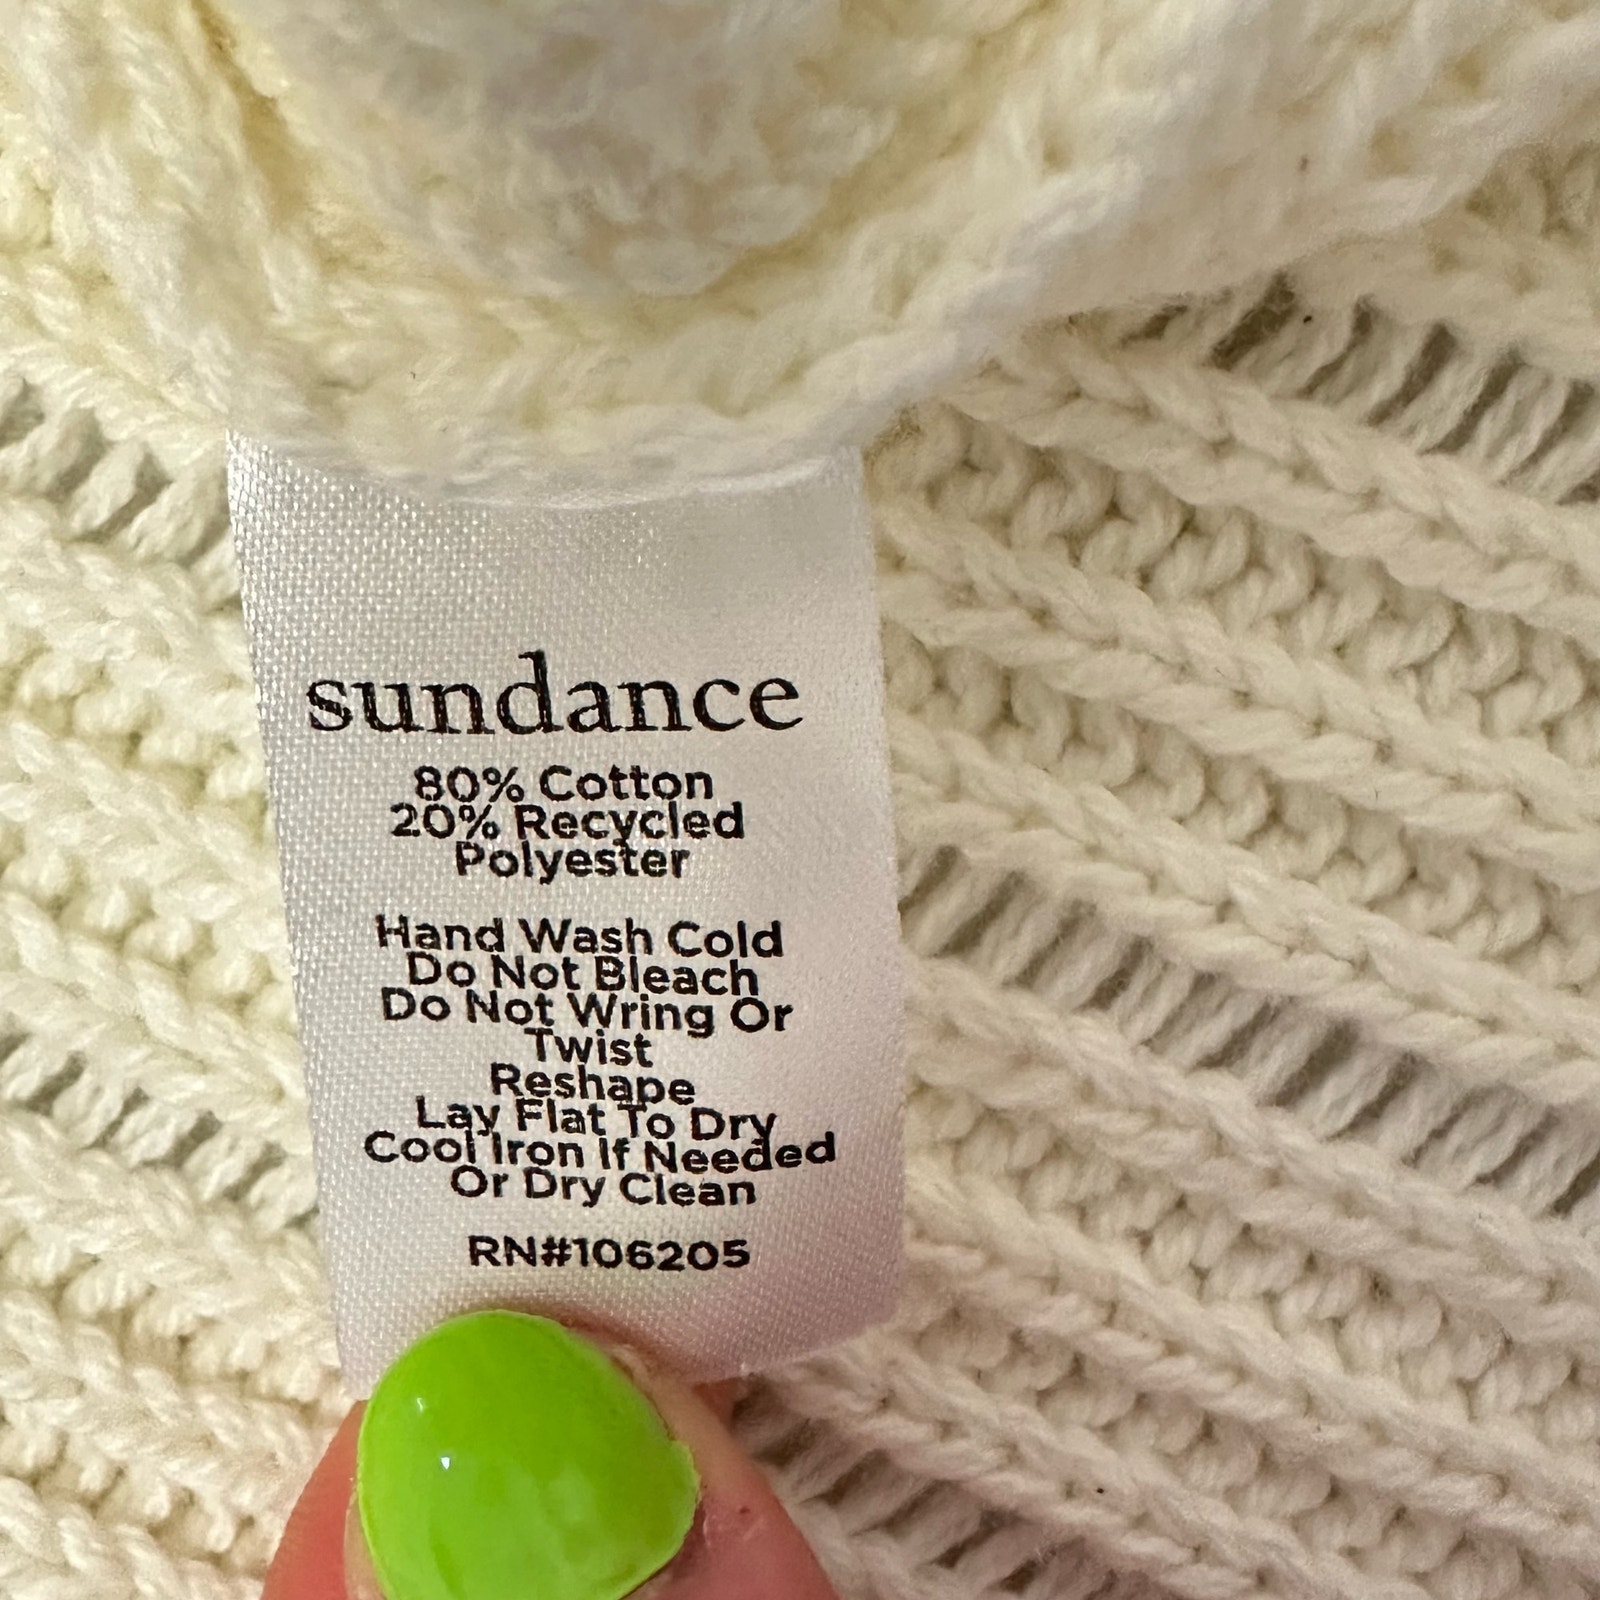 sundance
80% Cotton
20% Recycled
Polyester
Hand Wash Cold
Do Not Bleach
Do Not Wring Or
Twist
Reshape
Lay Flat To Dry
Cool Iron If Needed
Or Dry Clean
RN#106205